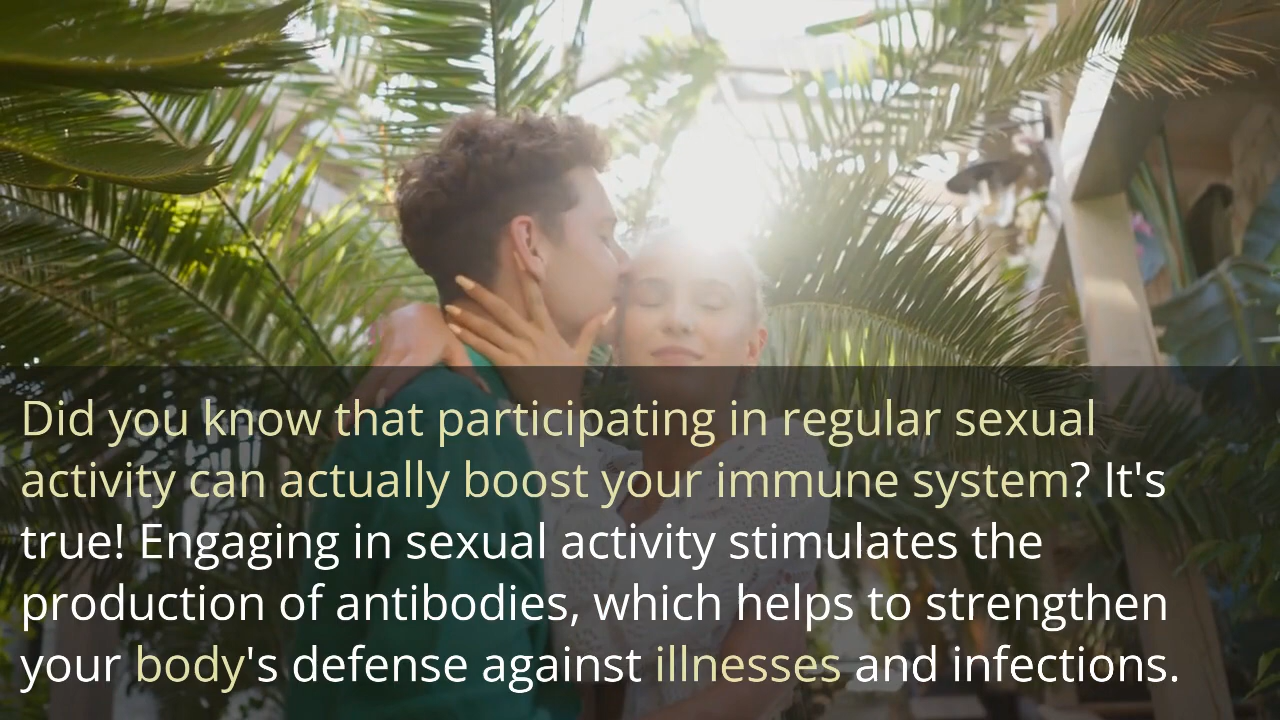 Did you know that participating in regular sexual
activity can actually boost your immune system? It's
true! Engaging in sexual activity stimulates the
production of antibodies, which helps to strengthen
your body's defense against illnesses and infections.